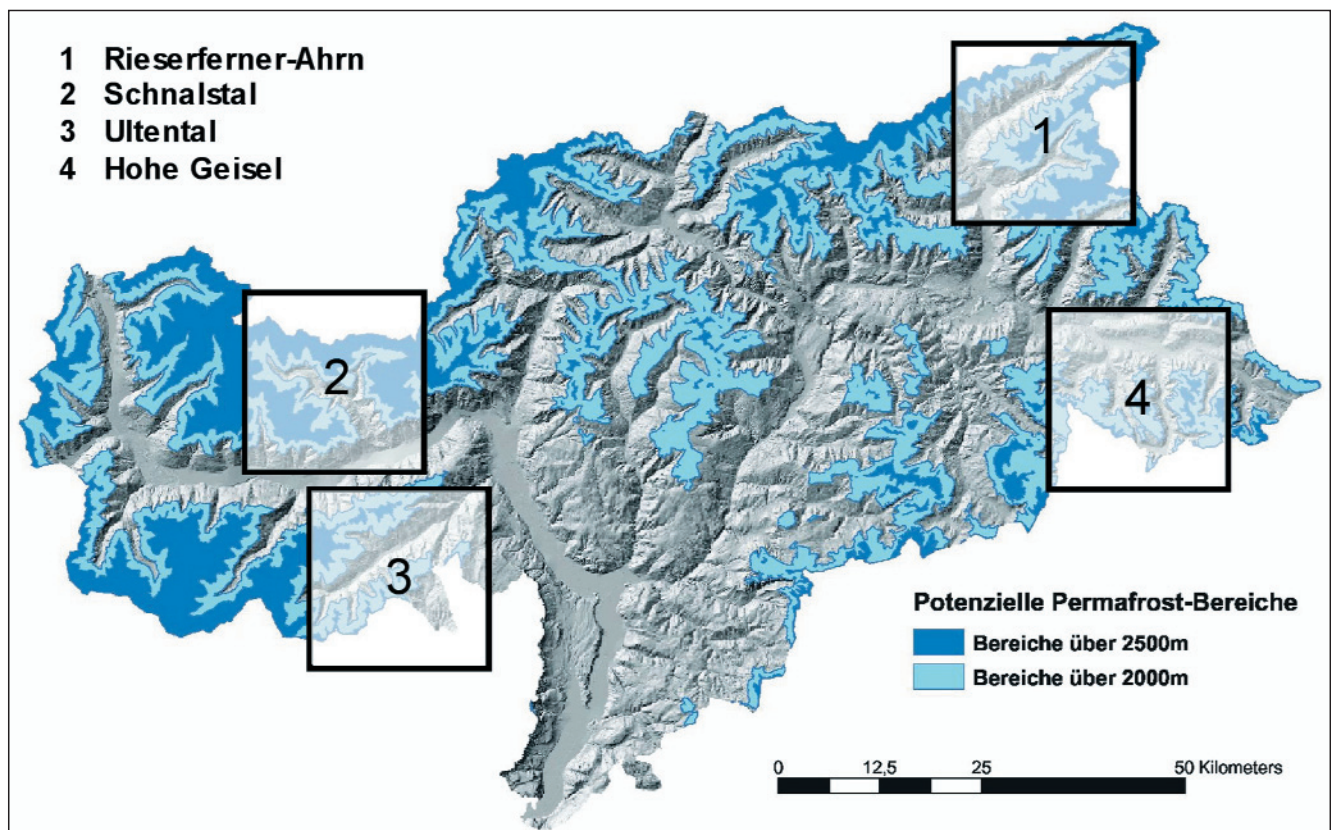 1 Rieserferner-Ahrn
2 Schnalstal
3 Ultental
4 Hohe Geisel
1
2
4
3
Potenzielle Permafrost-Bereiche
Bereiche über 2500m
Bereiche über 2000m
0 12,5 25 50 Kilometers